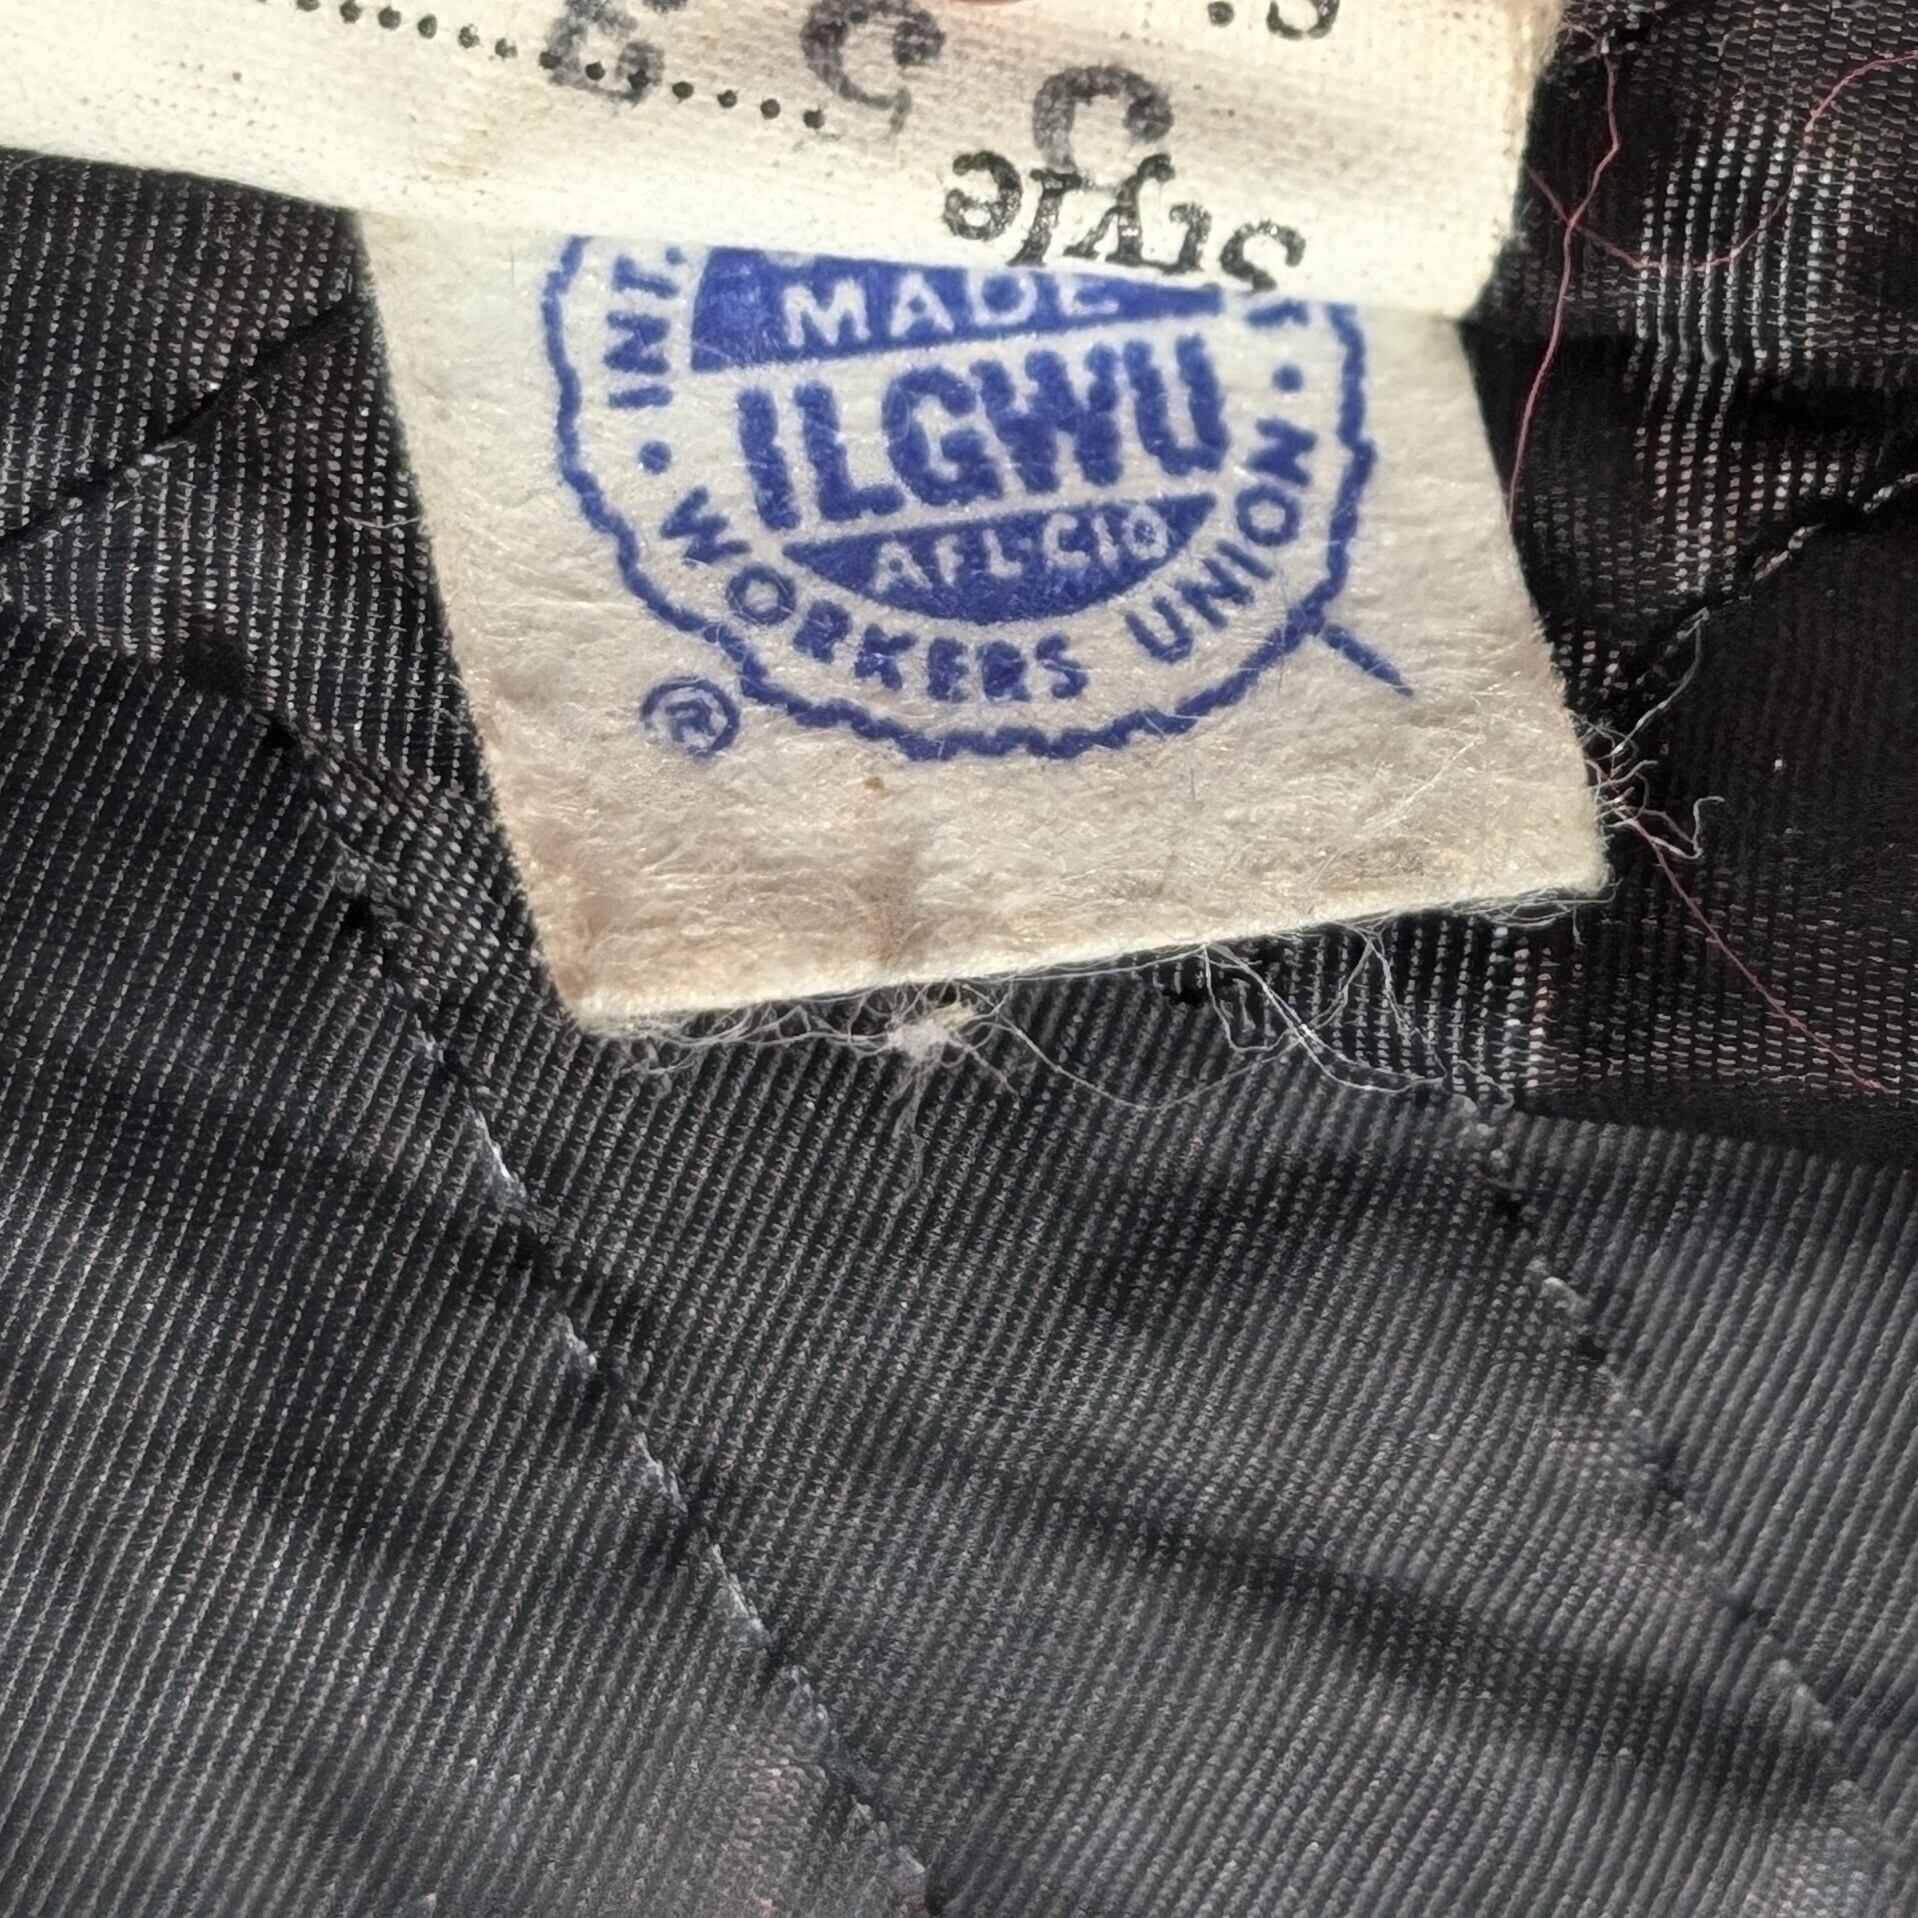 Style
MADE
ILGWU
AFL-CIO
INT.
WORKERS UNION
®